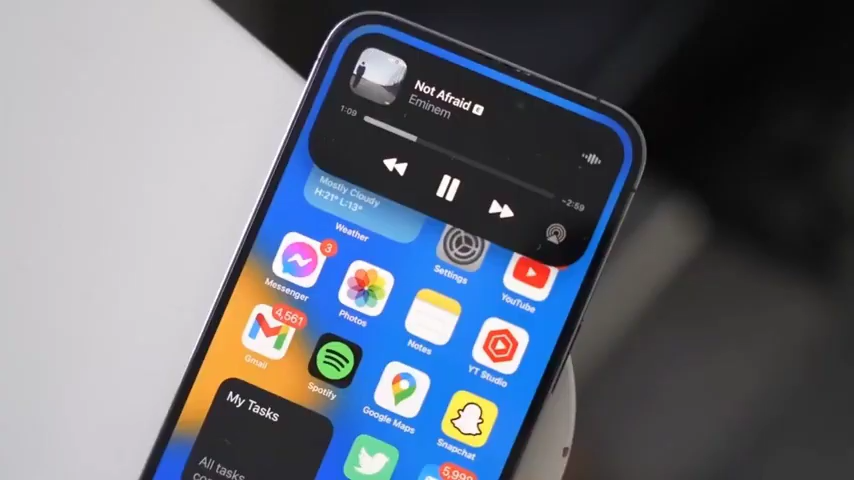 Not Afraid E
Eminem
1:09
-2:59
Mostly Cloudy
H:21° L:13°
Weather
Settings
YouTube
3
Messenger
Photos
Notes
YT Studio
4,561
Gmail
Spotify
Google Maps
Snapchat
My Tasks
All tasks
5,999